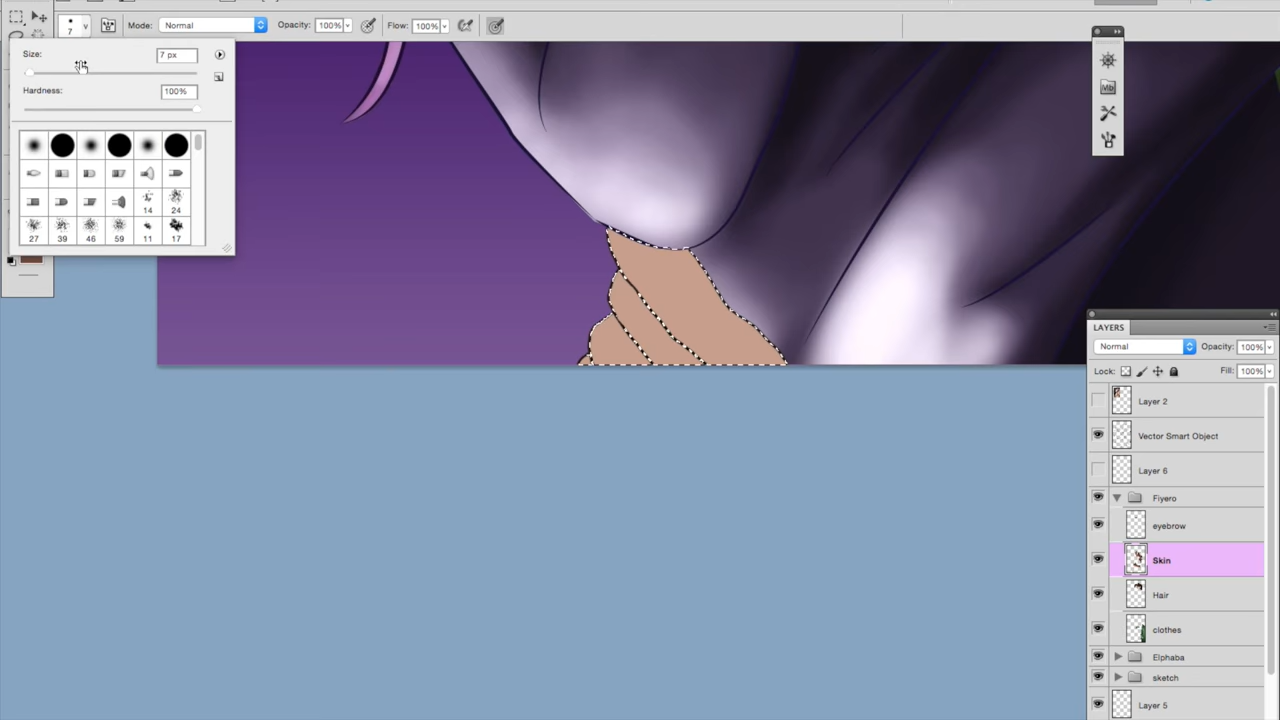 7 Mode: Normal Opacity: 100% Flow: 100%
Size: 7 px
Hardness: 100%
14 24
27 39 46 59 11 17
Mb
LAYERS
Normal Opacity: 100%
Lock: Fill: 100%
Layer 2
Vector Smart Object
Layer 6
Fiyero
eyebrow
Skin
Hair
clothes
Elphaba
sketch
Layer 5